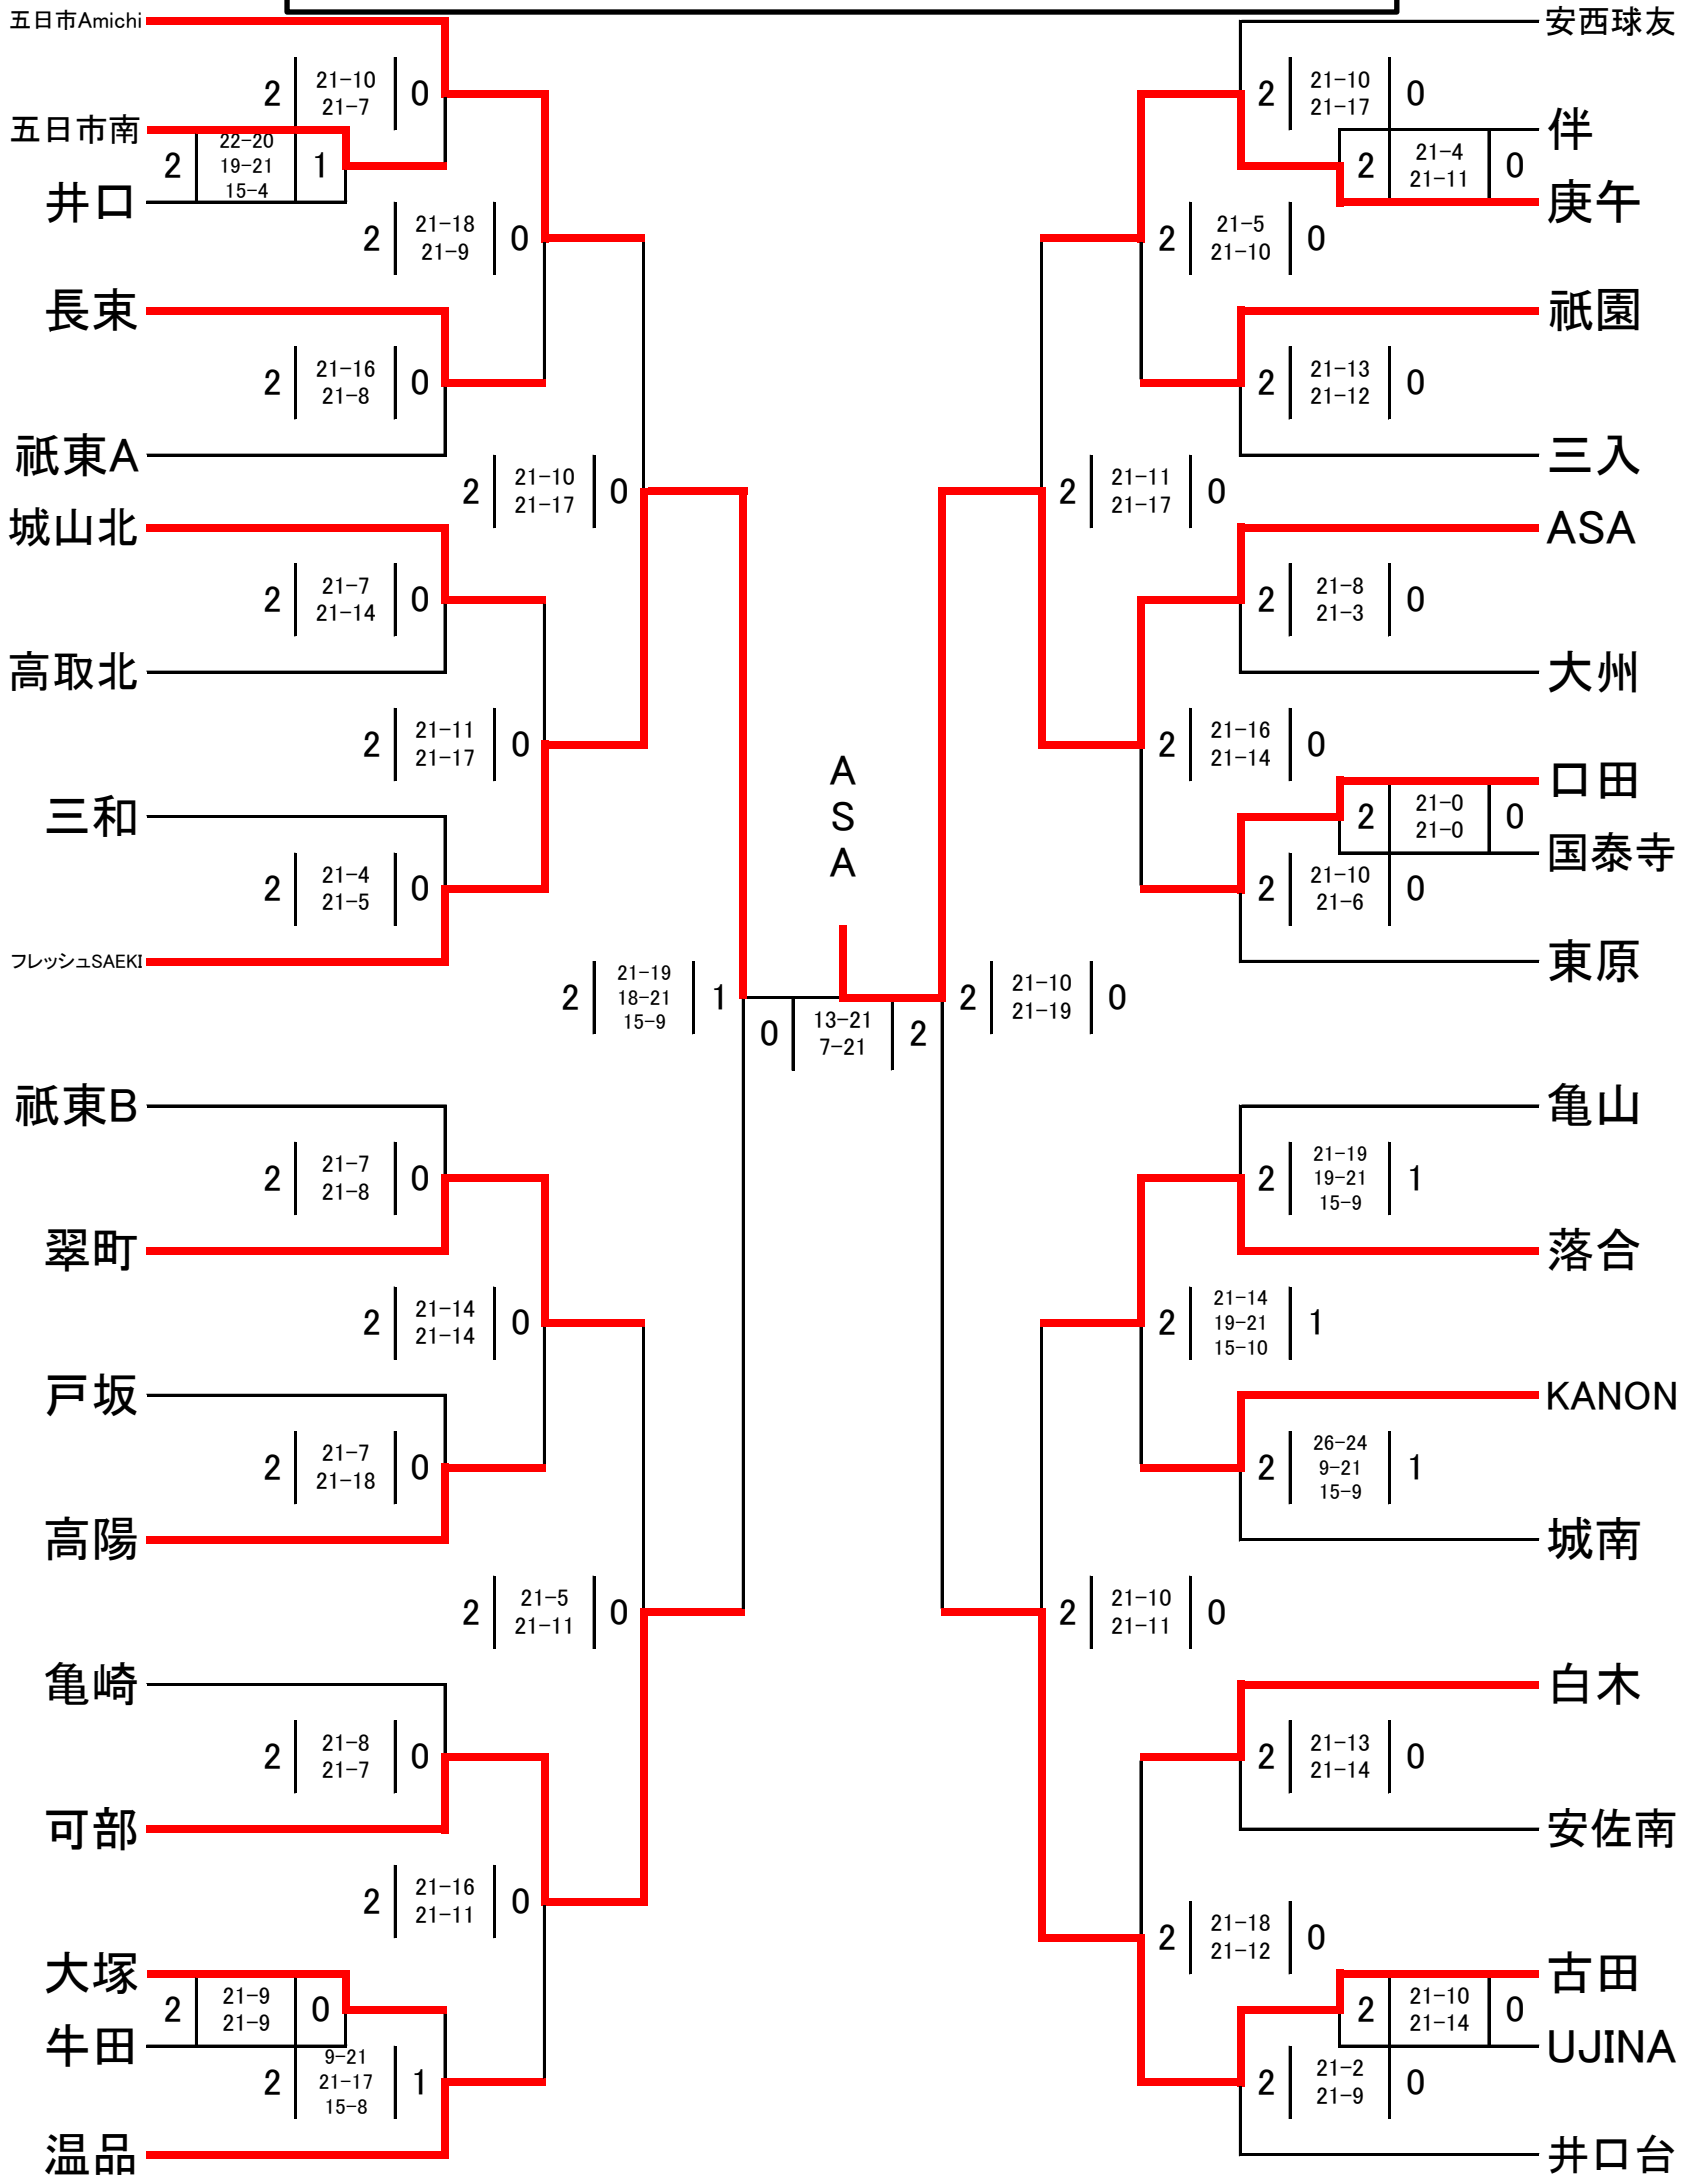 五日市Amichi
2 21-10 0
21-7
五日市南
2 22-20 1
19-21
15-4
井口
2 21-18 0
21-9
長束
2 21-16 0
21-8
祇東A
2 21-10 0
21-17
城山北
2 21-7 0
21-14
高取北
2 21-11 0
21-17
三和
2 21-4 0
21-5
フレッシュSAEKI
2 21-19 1
18-21
15-9
祇東B
2 21-7 0
21-8
翠町
2 21-14 0
21-14
戸坂
2 21-7 0
21-18
高陽
2 21-5 0
21-11
亀崎
2 21-8 0
21-7
可部
2 21-16 0
21-11
大塚
2 21-9 0
21-9
牛田
2 9-21 1
21-17
15-8
温品
A
S
A
0 13-21 2
7-21
安西球友
2 21-10 0
21-17
伴
2 21-4 0
21-11
庚午
2 21-5 0
21-10
祇園
2 21-13 0
21-12
三入
2 21-11 0
21-17
ASA
2 21-8 0
21-3
大州
2 21-16 0
21-14
口田
2 21-0 0
21-0
国泰寺
2 21-10 0
21-6
東原
2 21-10 0
21-19
亀山
2 21-19 1
19-21
15-9
落合
2 21-14 1
19-21
15-10
KANON
2 26-24 1
9-21
15-9
城南
2 21-10 0
21-11
白木
2 21-13 0
21-14
安佐南
2 21-18 0
21-12
古田
2 21-10 0
21-14
UJINA
2 21-2 0
21-9
井口台